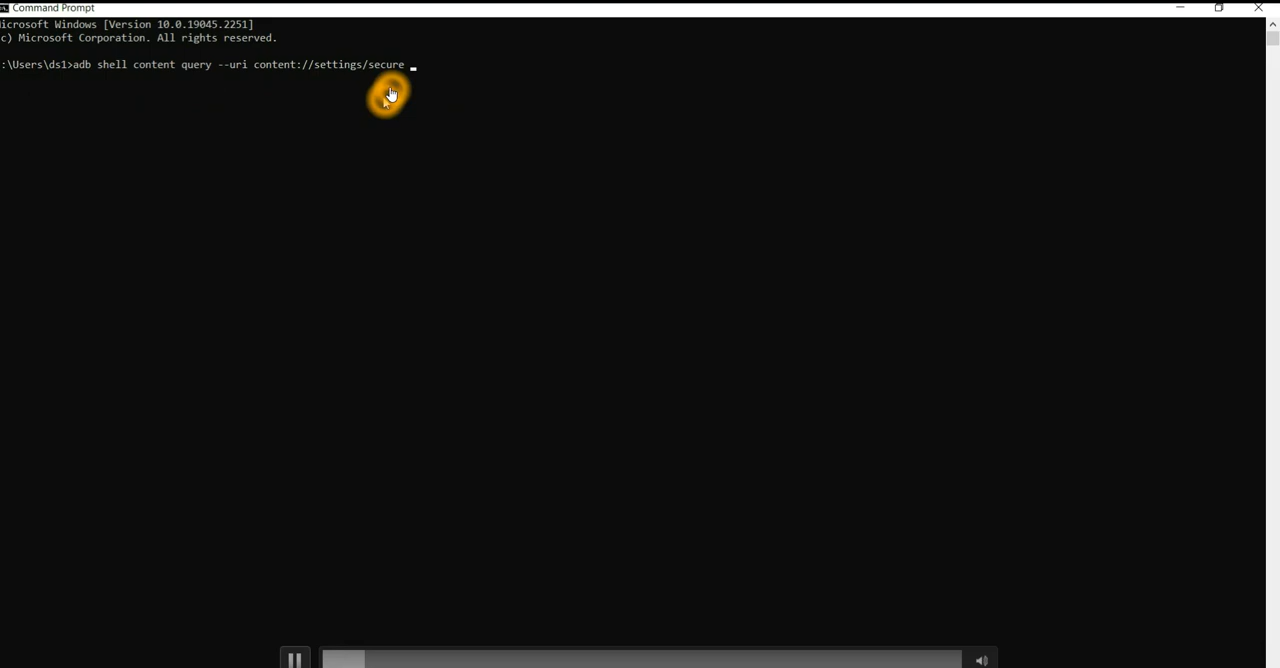 Command Prompt
icrosoft Windows [Version 10.0.19045.2251]
c) Microsoft Corporation. All rights reserved.
:\Users\ds1>adb shell content query --uri content://settings/secure